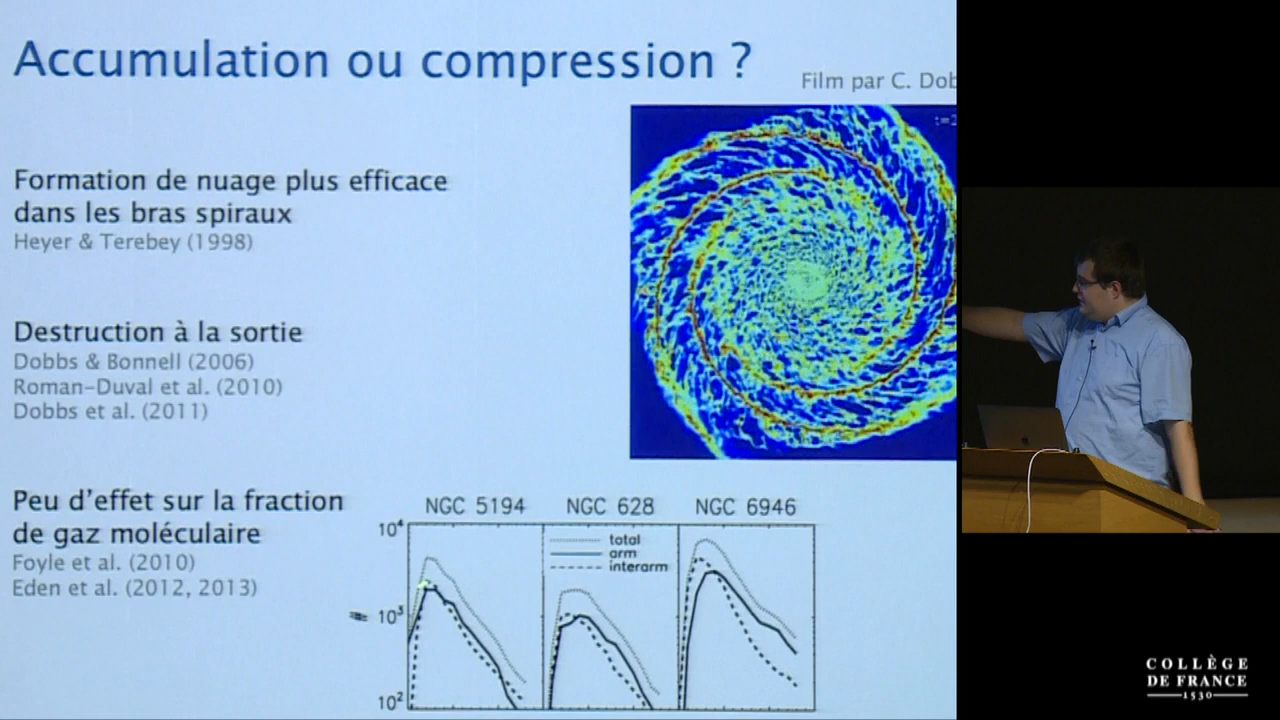 Accumulation ou compression ?
Film par C. Dob
Formation de nuage plus efficace
dans les bras spiraux
Heyer & Terebey (1998)
Destruction à la sortie
Dobbs & Bonnell (2006)
Roman-Duval et al. (2010)
Dobbs et al. (2011)
Peu d'effet sur la fraction
de gaz moléculaire
Foyle et al. (2010)
Eden et al. (2012, 2013)
NGC 5194 NGC 628 NGC 6946
total
arm
interarm
10⁴
#
10³
10²
COLLÈGE
DE FRANCE
1530